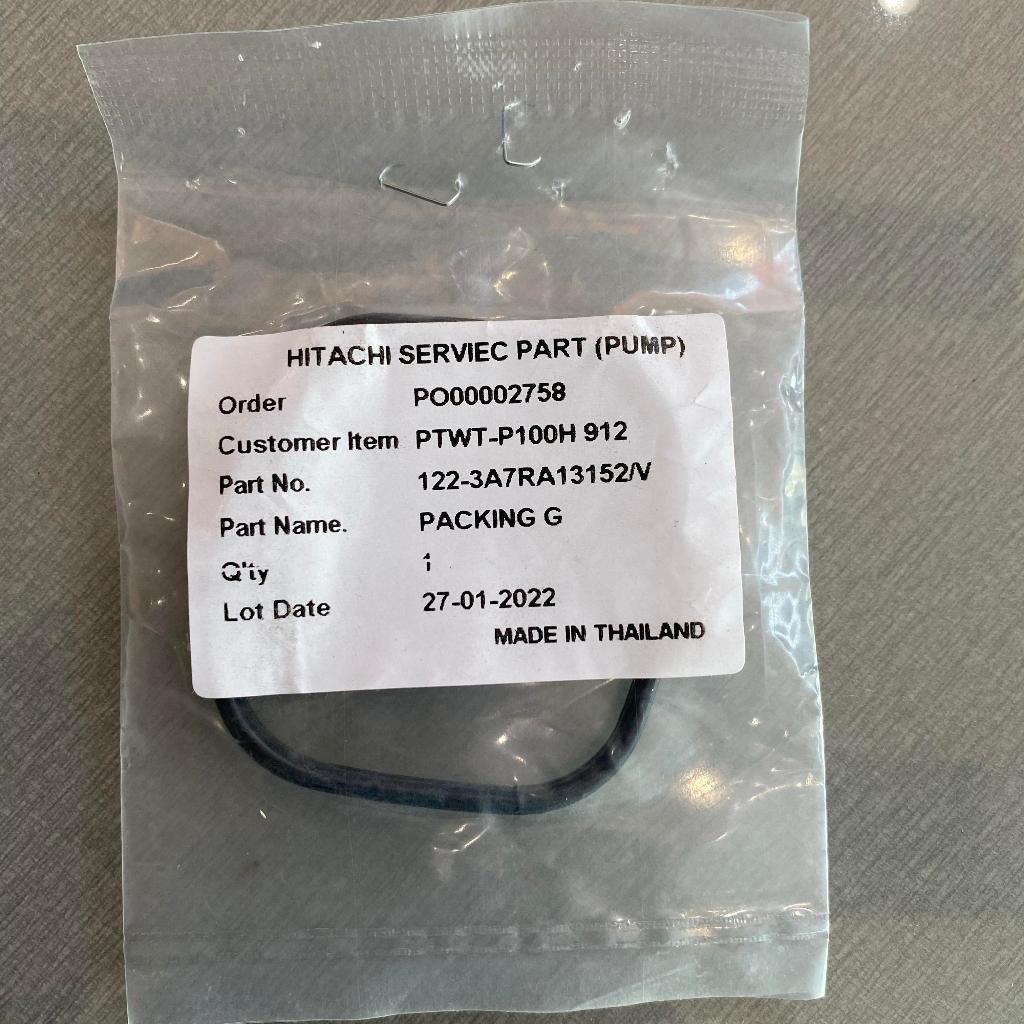 HITACHI SERVIEC PART (PUMP)
Order PO00002758
Customer Item PTWT-P100H 912
Part No. 122-3A7RA13152/V
Part Name. PACKING G
Q'ty 1
Lot Date 27-01-2022
MADE IN THAILAND